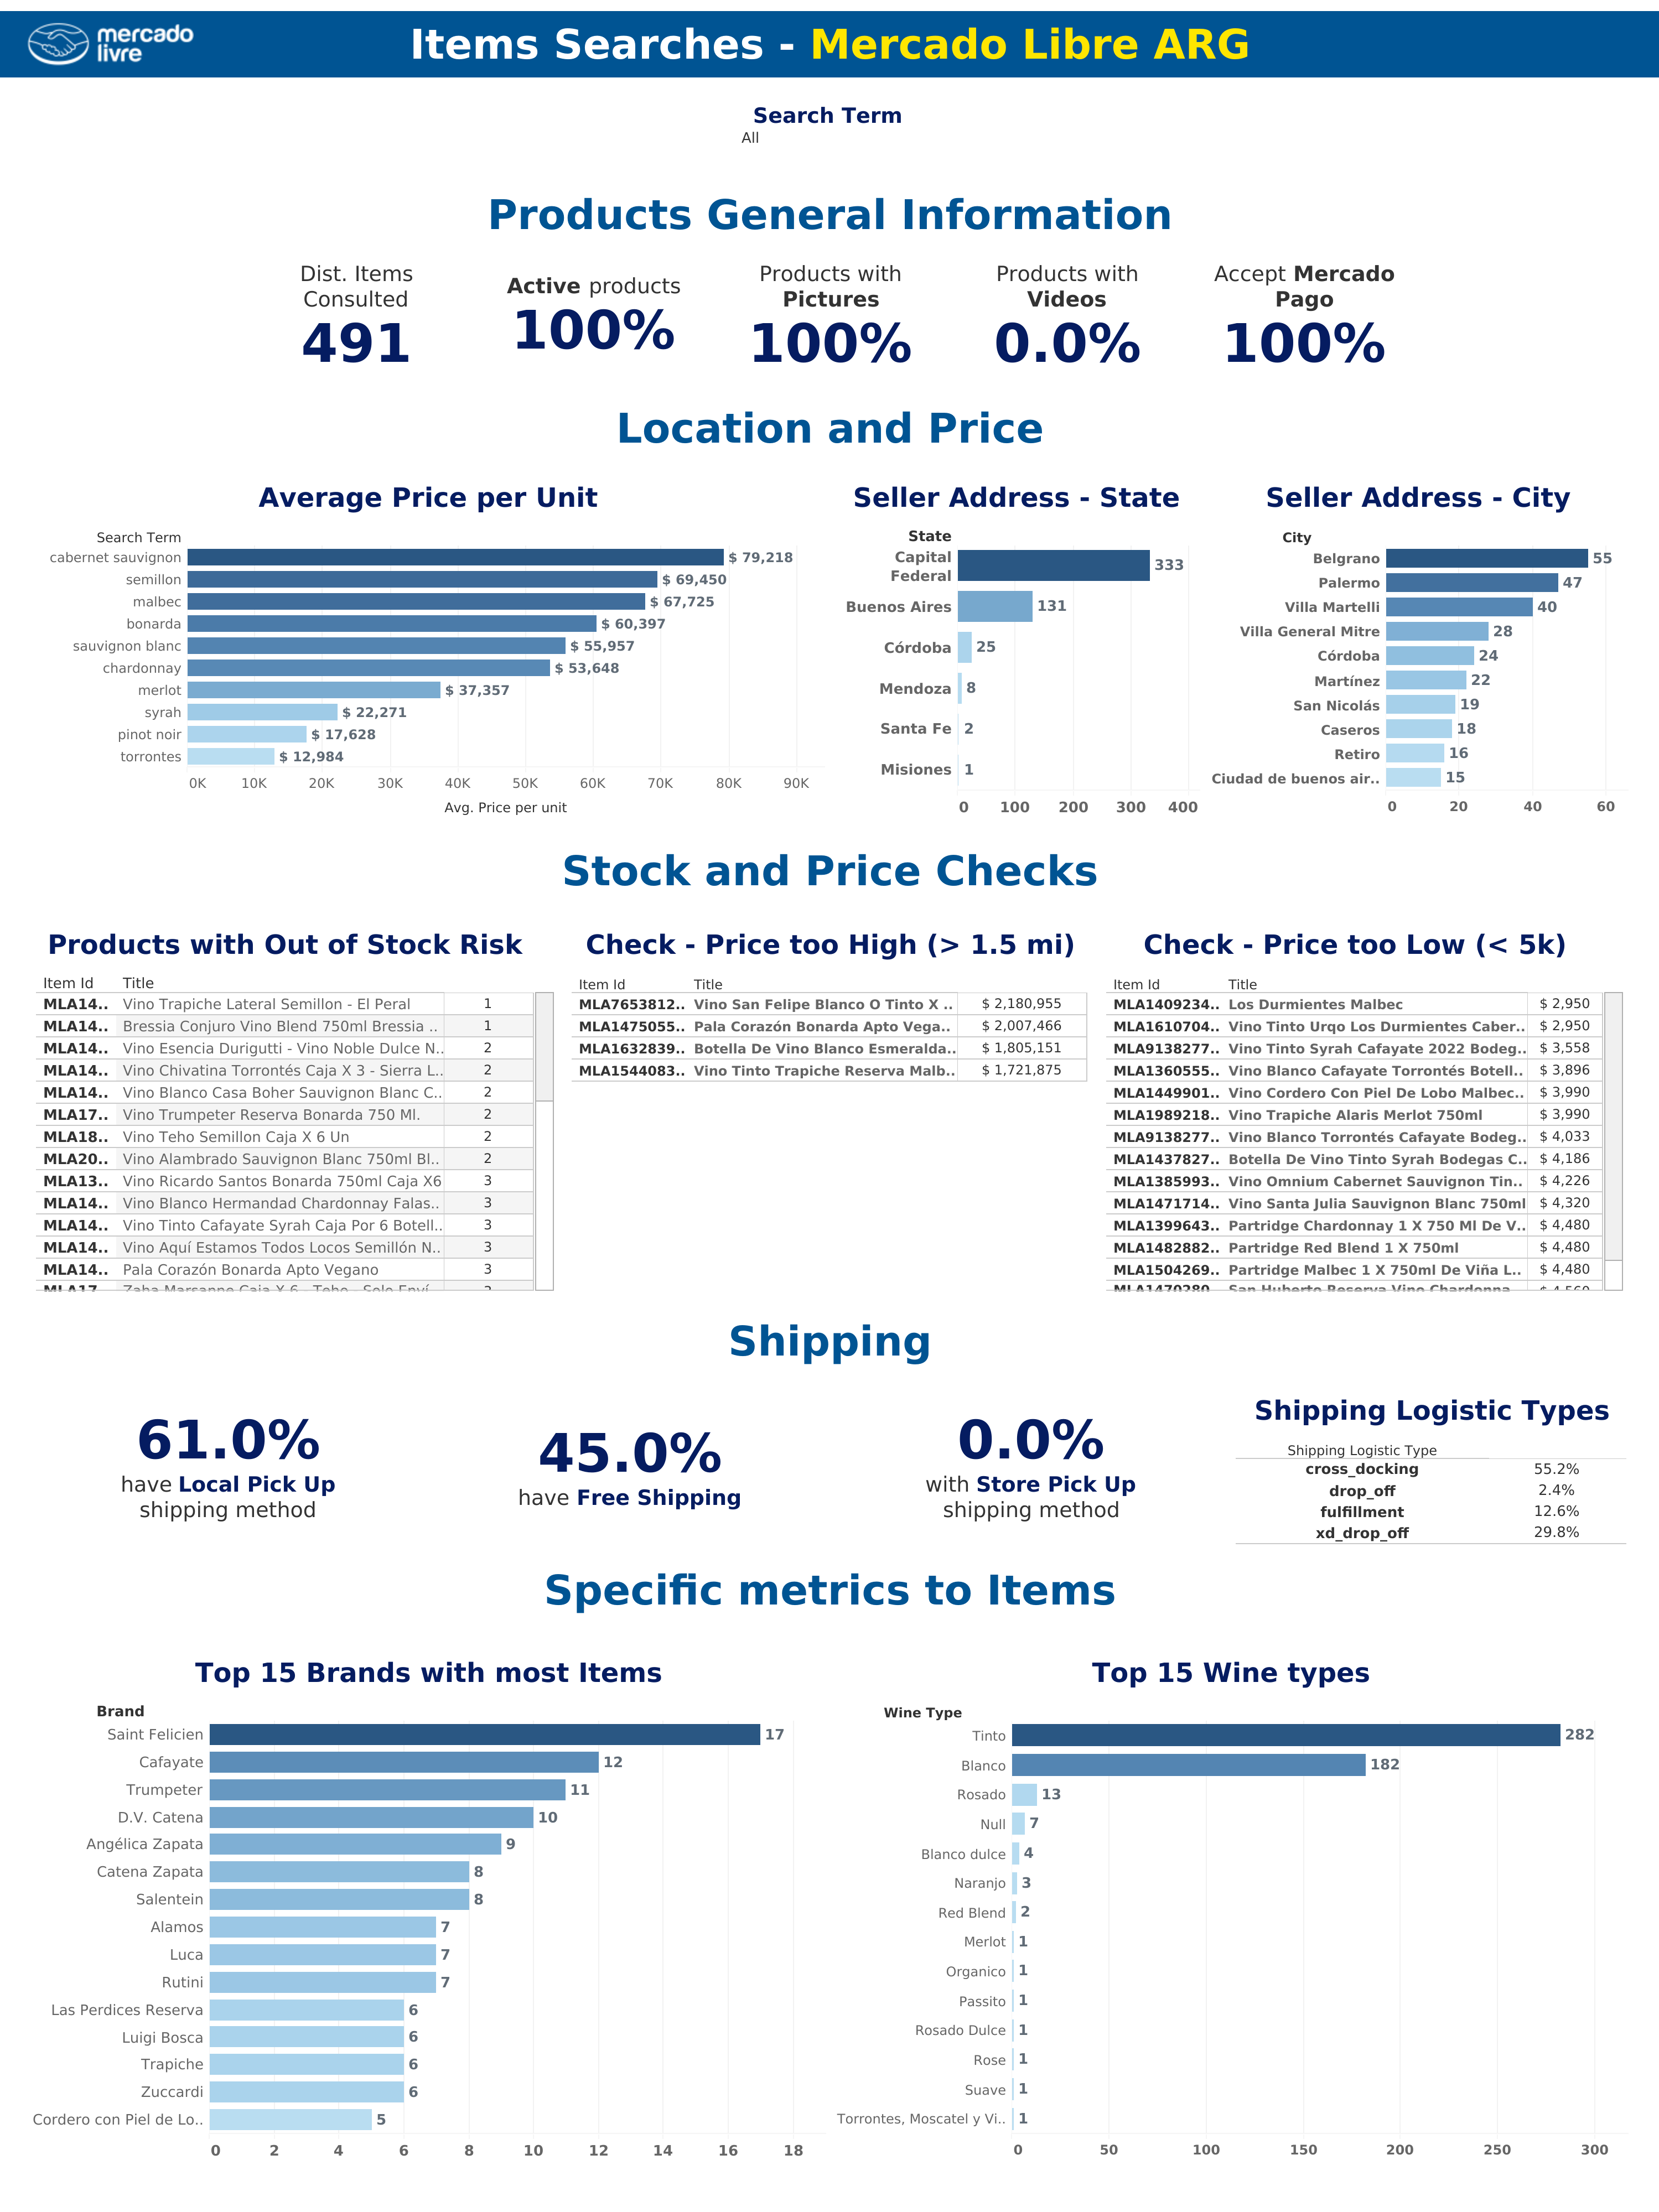 mercado
livre
Items Searches - Mercado Libre ARG
Search Term
All
Products General Information
Dist. Items
Consulted
491
Active products
100%
Products with
Pictures
100%
Products with
Videos
0.0%
Accept Mercado
Pago
100%
Location and Price
Average Price per Unit
Search Term
cabernet sauvignon $ 79,218
semillon $ 69,450
malbec $ 67,725
bonarda $ 60,397
sauvignon blanc $ 55,957
chardonnay $ 53,648
merlot $ 37,357
syrah $ 22,271
pinot noir $ 17,628
torrontes $ 12,984
0K 10K 20K 30K 40K 50K 60K 70K 80K 90K
Avg. Price per unit
Seller Address - State
State
Capital
Federal 333
Buenos Aires 131
Córdoba 25
Mendoza 8
Santa Fe 2
Misiones 1
0 100 200 300 400
Seller Address - City
City
Belgrano 55
Palermo 47
Villa Martelli 40
Villa General Mitre 28
Córdoba 24
Martínez 22
San Nicolás 19
Caseros 18
Retiro 16
Ciudad de buenos air.. 15
0 20 40 60
Stock and Price Checks
Products with Out of Stock Risk
Item Id Title
MLA14.. Vino Trapiche Lateral Semillon - El Peral 1
MLA14.. Bressia Conjuro Vino Blend 750ml Bressia .. 1
MLA14.. Vino Esencia Durigutti - Vino Noble Dulce N.. 2
MLA14.. Vino Chivatina Torrontés Caja X 3 - Sierra L.. 2
MLA14.. Vino Blanco Casa Boher Sauvignon Blanc C.. 2
MLA17.. Vino Trumpeter Reserva Bonarda 750 Ml. 2
MLA18.. Vino Teho Semillon Caja X 6 Un 2
MLA20.. Vino Alambrado Sauvignon Blanc 750ml Bl.. 2
MLA13.. Vino Ricardo Santos Bonarda 750ml Caja X6 3
MLA14.. Vino Blanco Hermandad Chardonnay Falas.. 3
MLA14.. Vino Tinto Cafayate Syrah Caja Por 6 Botell.. 3
MLA14.. Vino Aquí Estamos Todos Locos Semillón N.. 3
MLA14.. Pala Corazón Bonarda Apto Vegano 3
MLA17.. Zaha Marsanne Caja X 6 - Teho - Solo Enví..
Check - Price too High (> 1.5 mi)
Item Id Title
MLA7653812.. Vino San Felipe Blanco O Tinto X .. $ 2,180,955
MLA1475055.. Pala Corazón Bonarda Apto Vega.. $ 2,007,466
MLA1632839.. Botella De Vino Blanco Esmeralda.. $ 1,805,151
MLA1544083.. Vino Tinto Trapiche Reserva Malb.. $ 1,721,875
Check - Price too Low (< 5k)
Item Id Title
MLA1409234.. Los Durmientes Malbec $ 2,950
MLA1610704.. Vino Tinto Urqo Los Durmientes Caber.. $ 2,950
MLA9138277.. Vino Tinto Syrah Cafayate 2022 Bodeg.. $ 3,558
MLA1360555.. Vino Blanco Cafayate Torrontés Botell.. $ 3,896
MLA1449901.. Vino Cordero Con Piel De Lobo Malbec.. $ 3,990
MLA1989218.. Vino Trapiche Alaris Merlot 750ml $ 3,990
MLA9138277.. Vino Blanco Torrontés Cafayate Bodeg.. $ 4,033
MLA1437827.. Botella De Vino Tinto Syrah Bodegas C.. $ 4,186
MLA1385993.. Vino Omnium Cabernet Sauvignon Tin.. $ 4,226
MLA1471714.. Vino Santa Julia Sauvignon Blanc 750ml $ 4,320
MLA1399643.. Partridge Chardonnay 1 X 750 Ml De V.. $ 4,480
MLA1482882.. Partridge Red Blend 1 X 750ml $ 4,480
MLA1504269.. Partridge Malbec 1 X 750ml De Viña L.. $ 4,480
MLA1470280.. San Huberto Reserva Vino Chardonna.. $ 4,560
Shipping
61.0%
have Local Pick Up
shipping method
45.0%
have Free Shipping
0.0%
with Store Pick Up
shipping method
Shipping Logistic Types
Shipping Logistic Type
cross_docking 55.2%
drop_off 2.4%
fulfillment 12.6%
xd_drop_off 29.8%
Specific metrics to Items
Top 15 Brands with most Items
Brand
Saint Felicien 17
Cafayate 12
Trumpeter 11
D.V. Catena 10
Angélica Zapata 9
Catena Zapata 8
Salentein 8
Alamos 7
Luca 7
Rutini 7
Las Perdices Reserva 6
Luigi Bosca 6
Trapiche 6
Zuccardi 6
Cordero con Piel de Lo.. 5
0 2 4 6 8 10 12 14 16 18
Top 15 Wine types
Wine Type
Tinto 282
Blanco 182
Rosado 13
Null 7
Blanco dulce 4
Naranjo 3
Red Blend 2
Merlot 1
Organico 1
Passito 1
Rosado Dulce 1
Rose 1
Suave 1
Torrontes, Moscatel y Vi.. 1
0 50 100 150 200 250 300